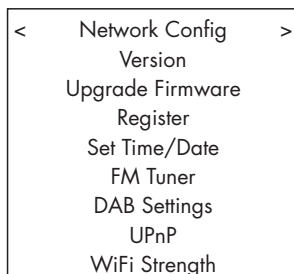 < Network Config >
Version
Upgrade Firmware
Register
Set Time/Date
FM Tuner
DAB Settings
UPnP
WiFi Strength